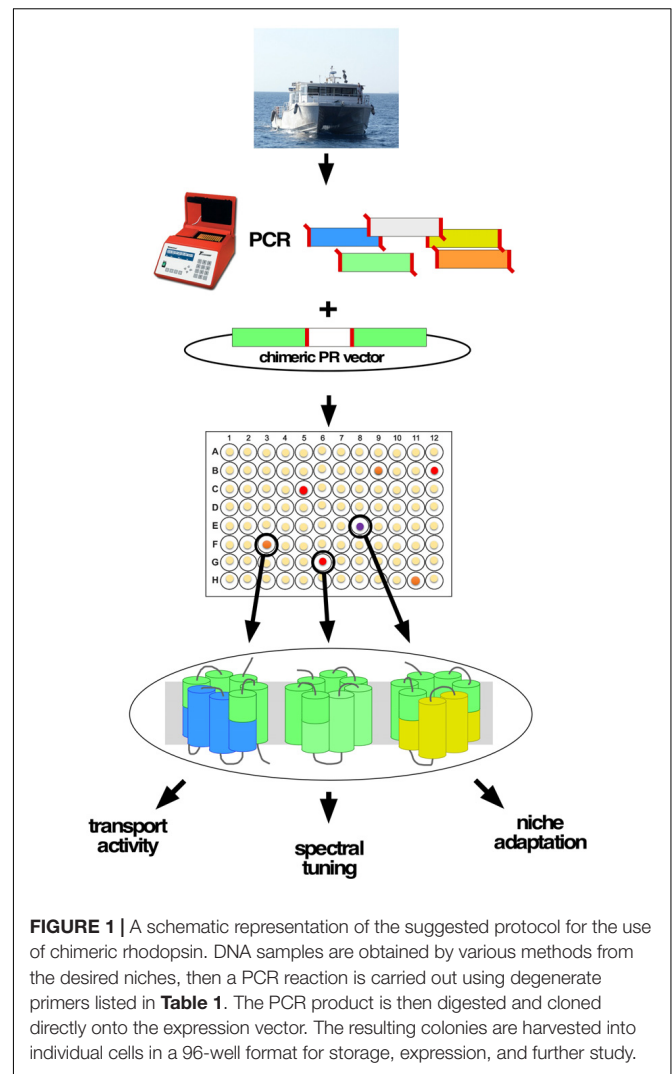 PCR
+
chimeric PR vector
1 2 3 4 5 6 7 8 9 10 11 12
A
B
C
D
E
F
G
H
transport
activity
spectral
tuning
niche
adaptation
FIGURE 1 | A schematic representation of the suggested protocol for the use
of chimeric rhodopsin. DNA samples are obtained by various methods from
the desired niches, then a PCR reaction is carried out using degenerate
primers listed in Table 1. The PCR product is then digested and cloned
directly onto the expression vector. The resulting colonies are harvested into
individual cells in a 96-well format for storage, expression, and further study.